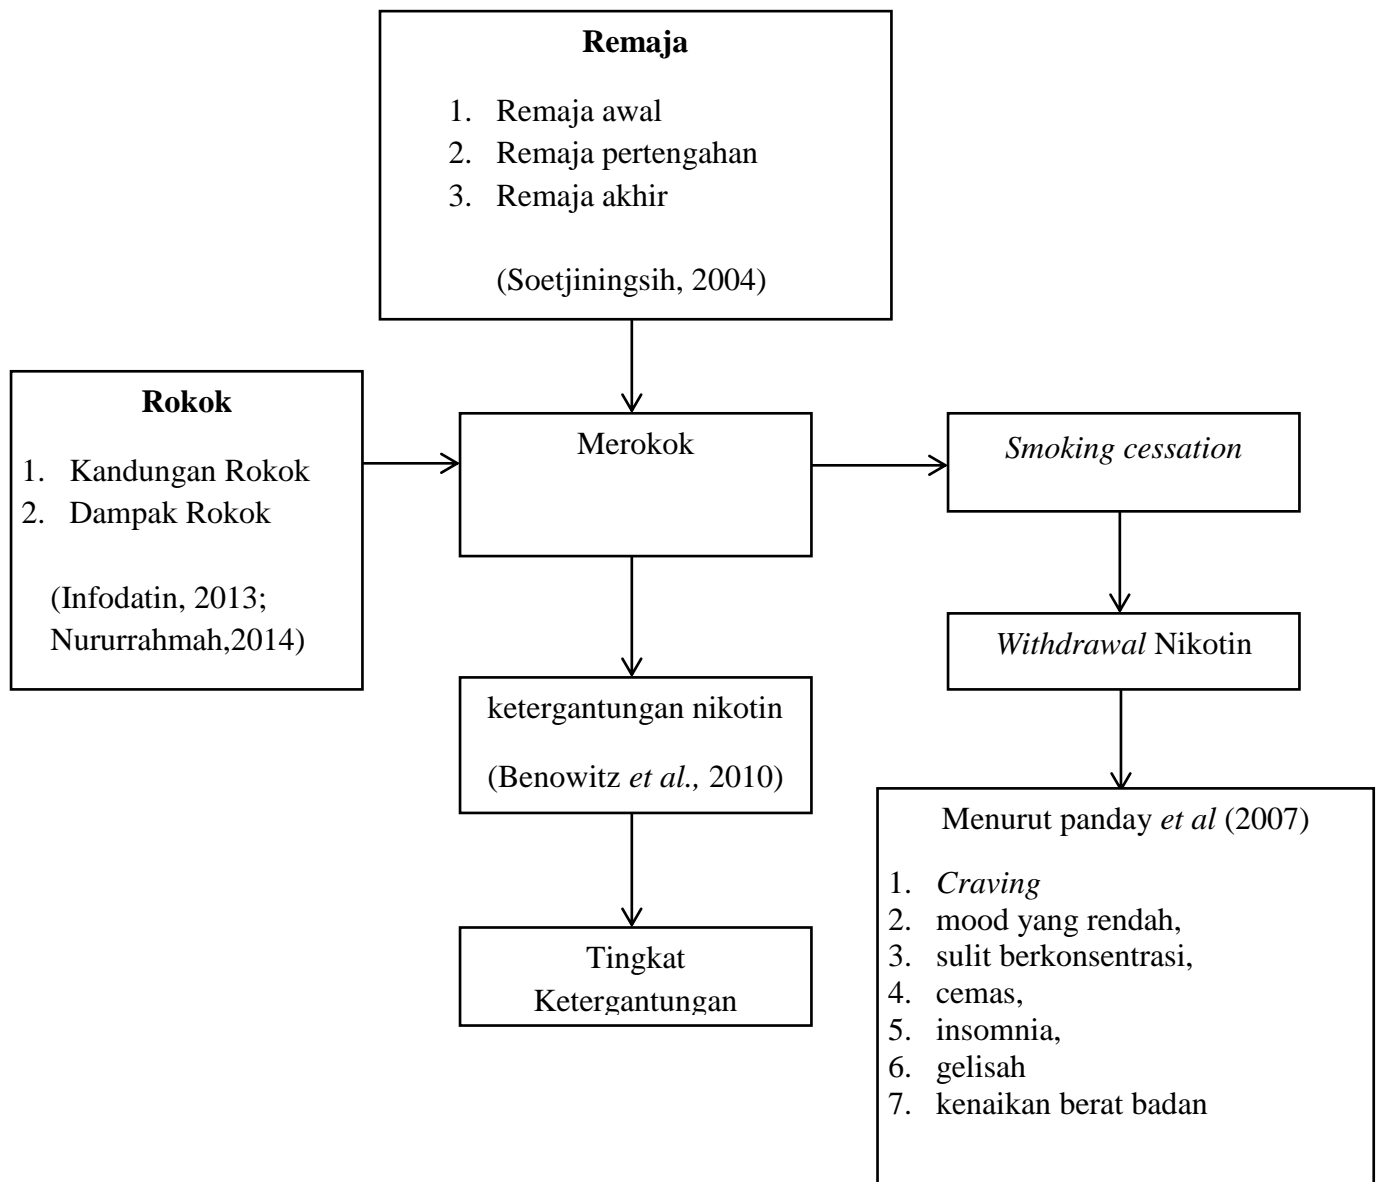 Remaja
1. Remaja awal
2. Remaja pertengahan
3. Remaja akhir
(Soetjiningsih, 2004)
Rokok
1. Kandungan Rokok
2. Dampak Rokok
(Infodatin, 2013;
Nururrahmah,2014)
Merokok
Smoking cessation
Withdrawal Nikotin
ketergantungan nikotin
(Benowitz et al., 2010)
Tingkat
Ketergantungan
Menurut panday et al (2007)
1. Craving
2. mood yang rendah,
3. sulit berkonsentrasi,
4. cemas,
5. insomnia,
6. gelisah
7. kenaikan berat badan